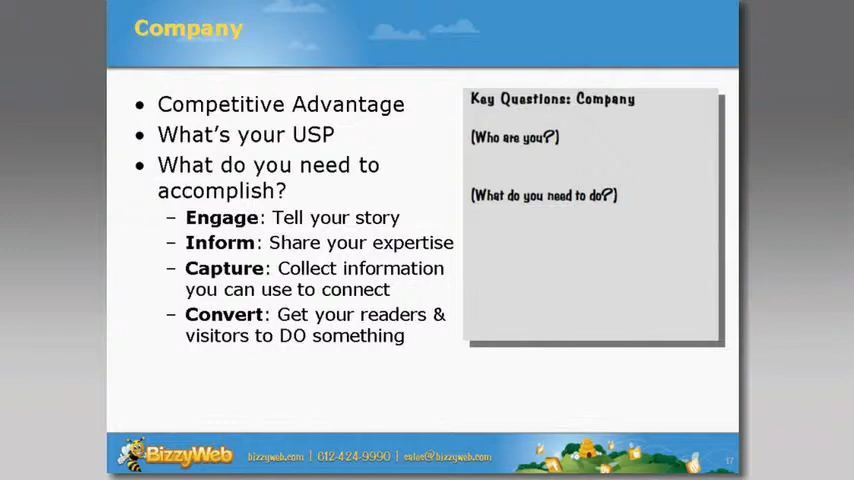 Company
• Competitive Advantage
• What's your USP
• What do you need to
accomplish?
– Engage: Tell your story
– Inform: Share your expertise
– Capture: Collect information
you can use to connect
– Convert: Get your readers &
visitors to DO something
Key Questions: Company
(Who are you?)
(What do you need to do?)
BizzyWeb
bizzyweb.com | 612-424-9990 | sales@bizzyweb.com
17